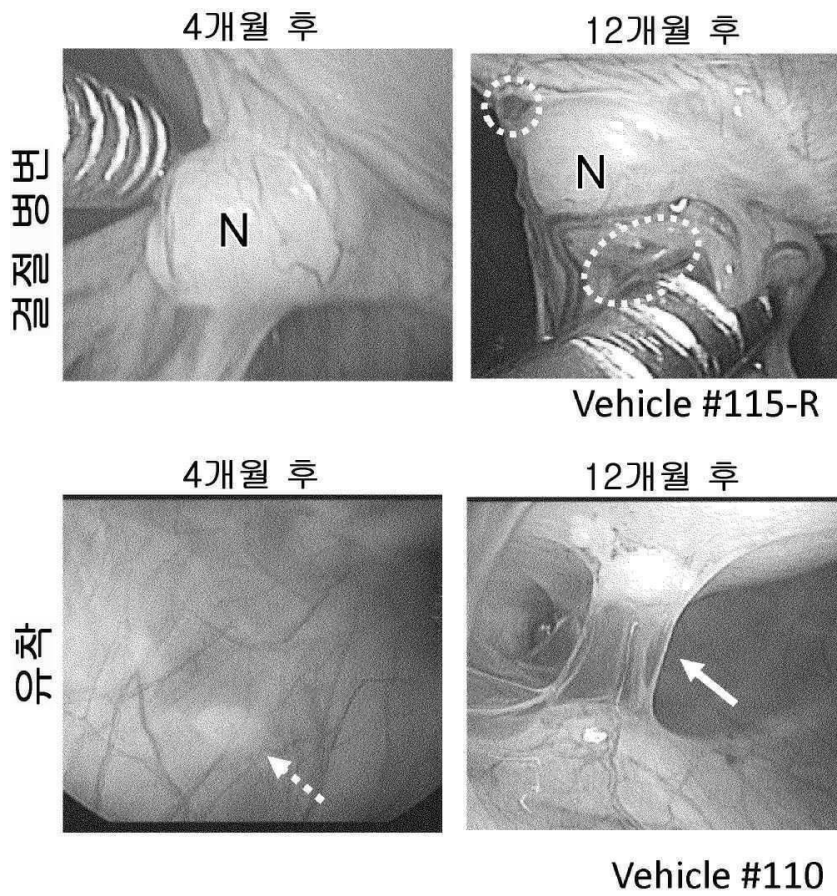 4개월 후
12개월 후
결절 병변
N
N
Vehicle #115-R
4개월 후
12개월 후
유착
Vehicle #110